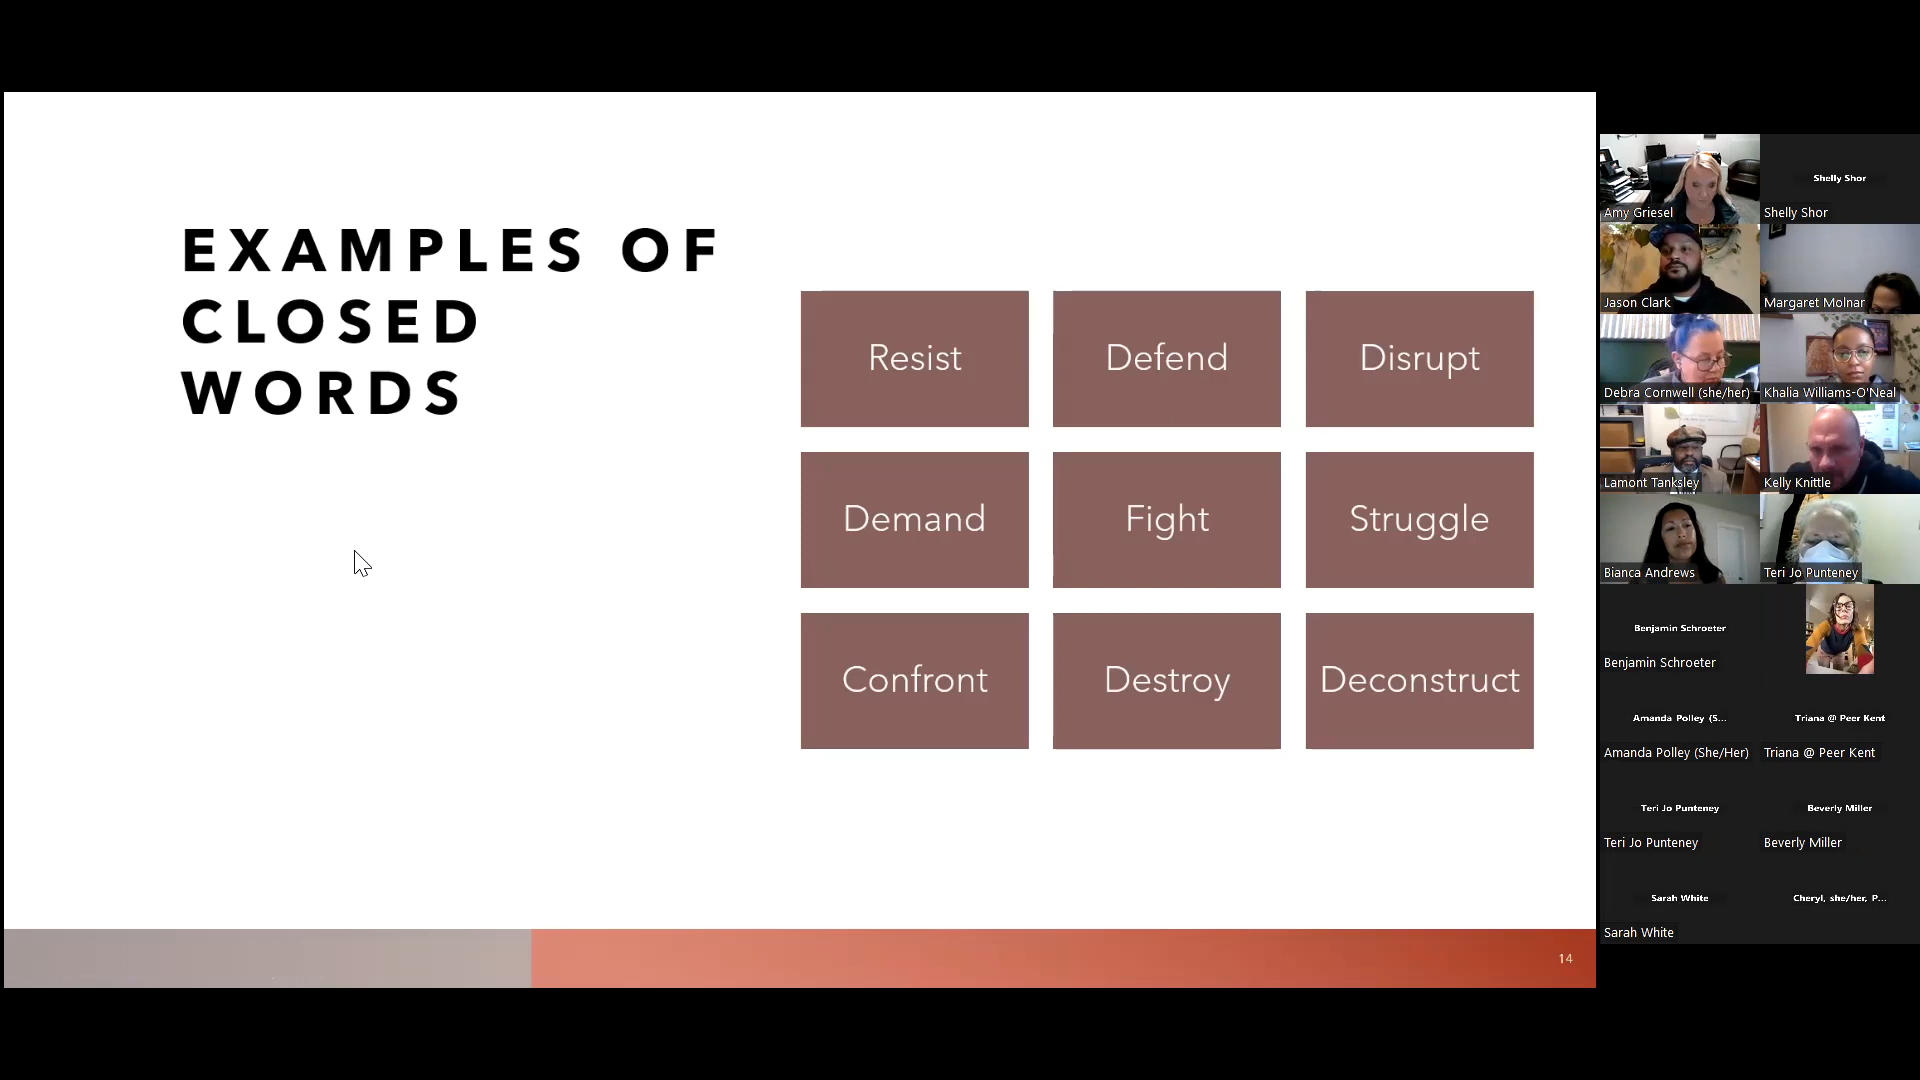 EXAMPLES OF
CLOSED
WORDS
Resist
Defend
Disrupt
Demand
Fight
Struggle
Confront
Destroy
Deconstruct
14
Amy Griesel
Shelly Shor
Shelly Shor
Jason Clark
Margaret Molnar
Debra Cornwell (she/her)
Khalia Williams-O'Neal
Lamont Tanksley
Kelly Knittle
Bianca Andrews
Teri Jo Punteney
Benjamin Schroeter
Benjamin Schroeter
Amanda Polley (S...
Amanda Polley (She/Her)
Triana @ Peer Kent
Triana @ Peer Kent
Teri Jo Punteney
Teri Jo Punteney
Beverly Miller
Beverly Miller
Sarah White
Sarah White
Cheryl, she/her, P...